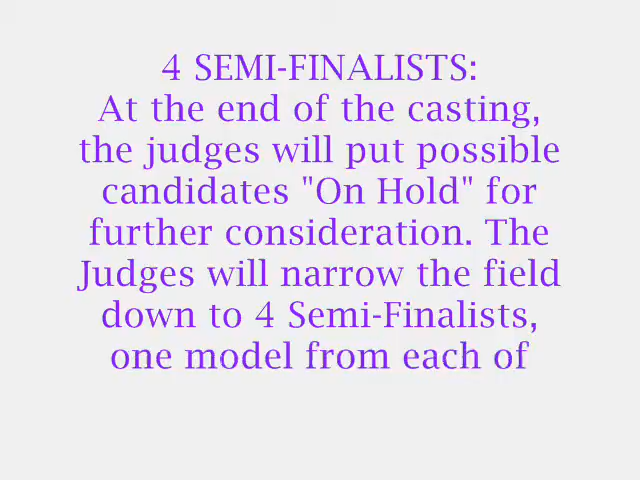 4 SEMI-FINALISTS:
At the end of the casting,
the judges will put possible
candidates "On Hold" for
further consideration. The
Judges will narrow the field
down to 4 Semi-Finalists,
one model from each of